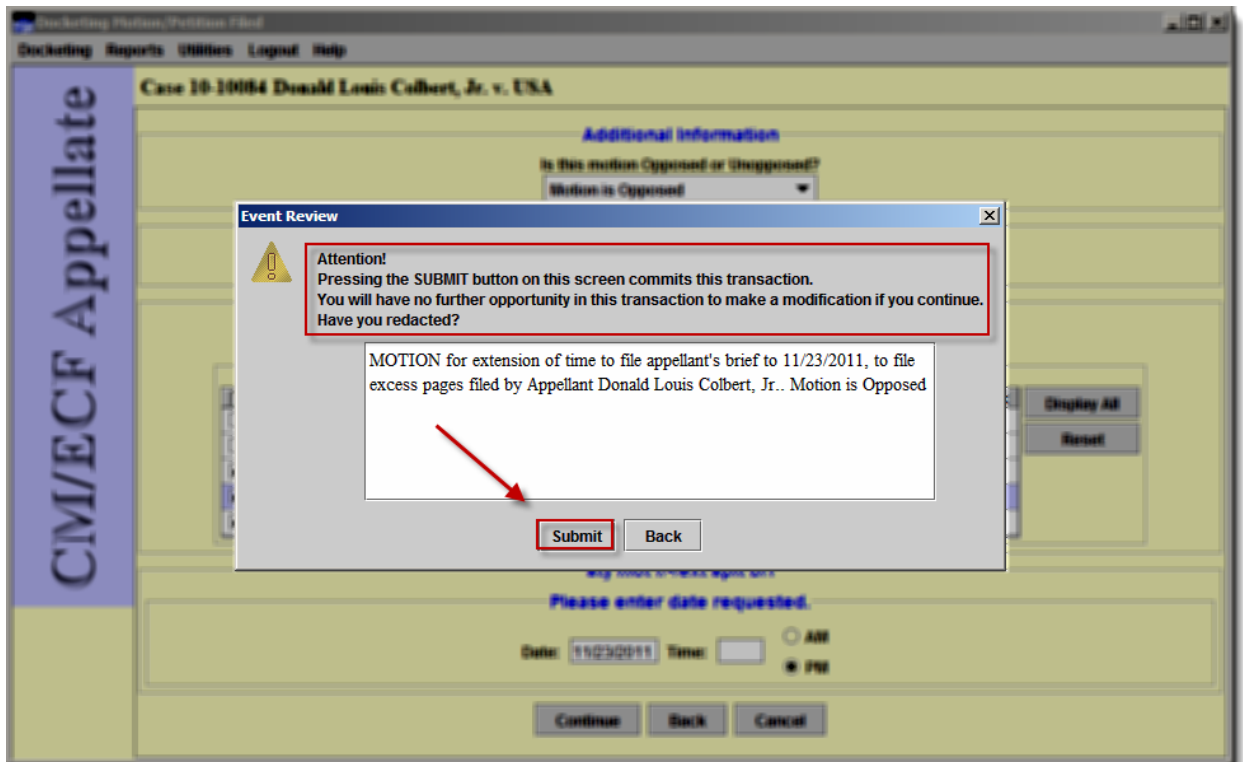 Docketing Motion/Petition Filed
Docketing Reports Utilities Logout Help
CM/ECF Appellate
Case 10-10084 Donald Louis Colbert, Jr. v. USA
Additional Information
Is this motion Opposed or Unopposed?
Motion is Opposed
Event Review
Attention!
Pressing the SUBMIT button on this screen commits this transaction.
You will have no further opportunity in this transaction to make a modification if you continue.
Have you redacted?
MOTION for extension of time to file appellant's brief to 11/23/2011, to file
excess pages filed by Appellant Donald Louis Colbert, Jr.. Motion is Opposed
Display All
Reset
Submit Back
Please enter date requested.
Date: 11/23/2011 Time:
AM
PM
Continue Back Cancel